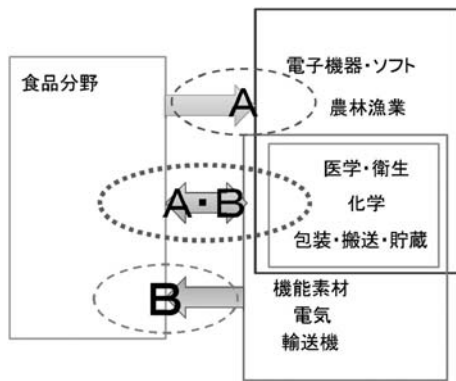 食品分野
電子機器・ソフト
A
農林漁業
医学・衛生
A・B
化学
包装・搬送・貯蔵
B
機能素材
電気
輸送機